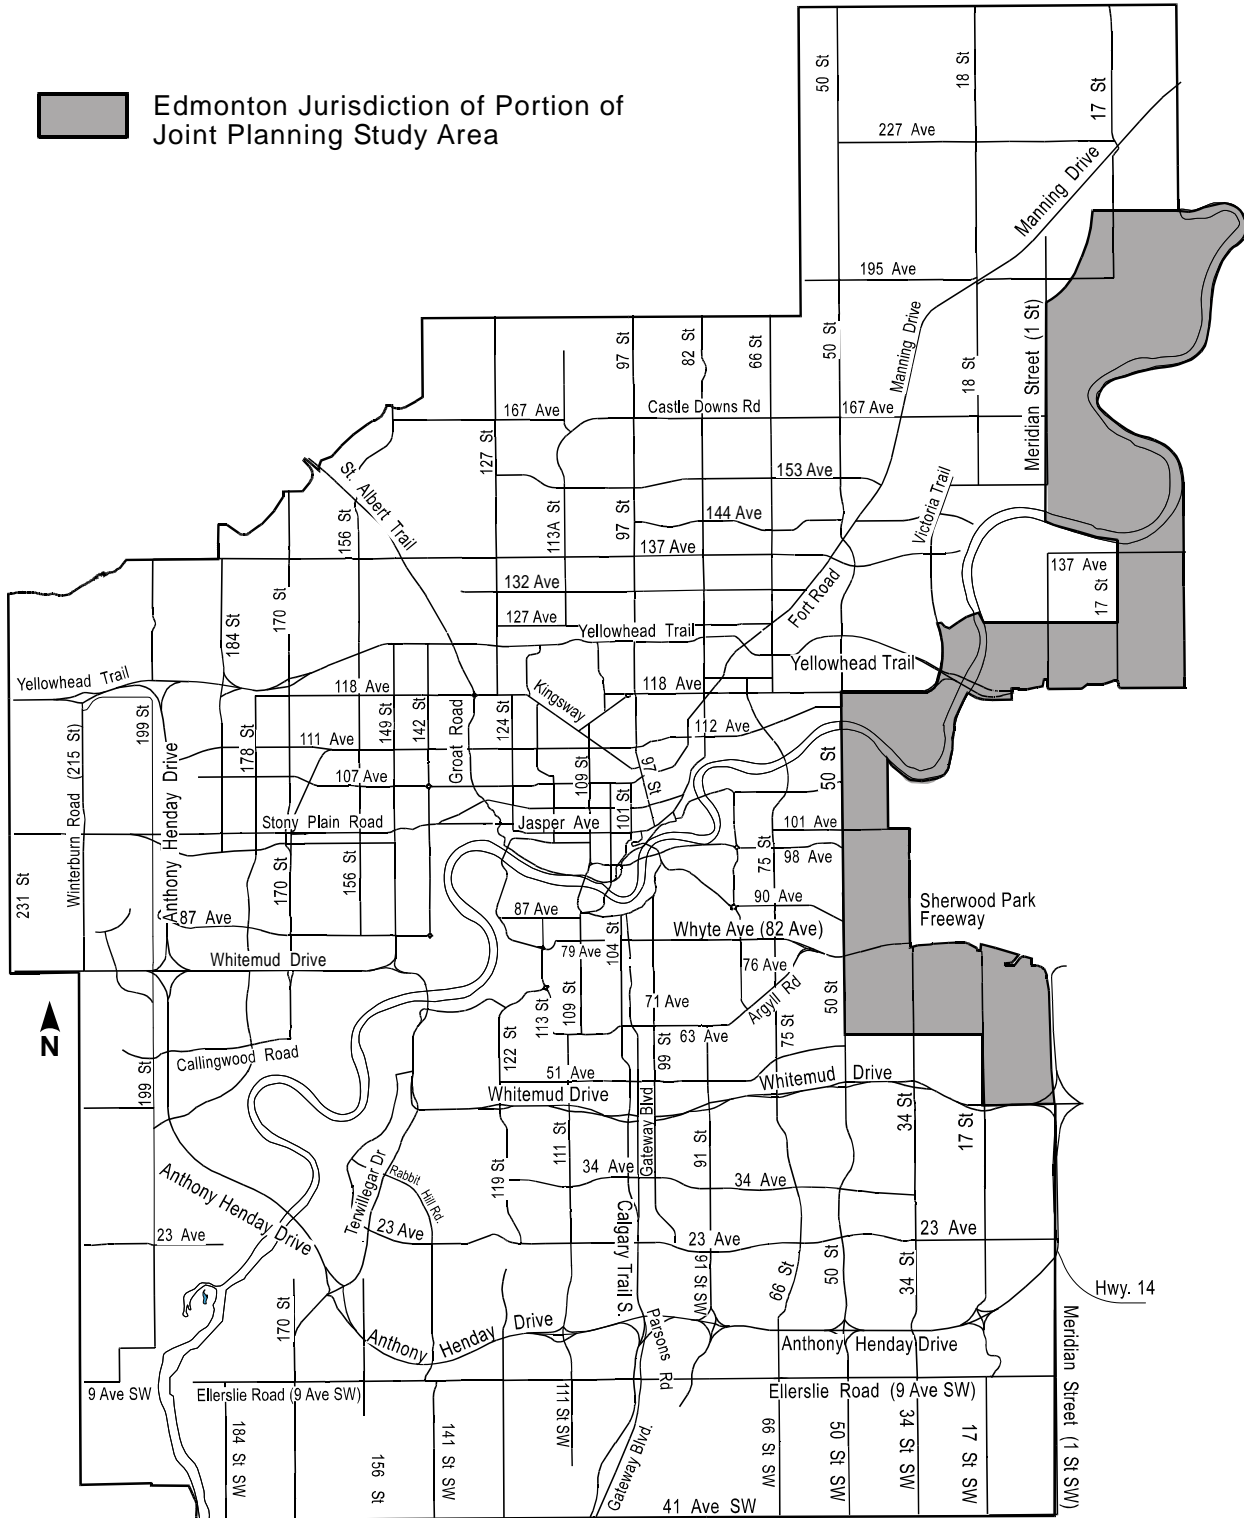 Edmonton Jurisdiction of Portion of
Joint Planning Study Area
50 St
18 St
17 St
227 Ave
Manning Drive
195 Ave
97 St
82 St
66 St
50 St
Manning Drive
18 St
Meridian Street (1 St)
167 Ave
Castle Downs Rd
167 Ave
127 St
St. Albert Trail
153 Ave
156 St
113A St
97 St
144 Ave
Victoria Trail
137 Ave
137 Ave
132 Ave
17 St
170 St
184 St
127 Ave
Fort Road
Yellowhead Trail
Yellowhead Trail
Yellowhead Trail
118 Ave
Kingsway
118 Ave
199 St
149 St
142 St
Groat Road
124 St
112 Ave
Winterburn Road (215 St)
Anthony Henday Drive
178 St
111 Ave
107 Ave
109 St
97 St
50 St
101 St
Stony Plain Road
Jasper Ave
101 Ave
75 St
98 Ave
231 St
170 St
156 St
90 Ave
Sherwood Park
Freeway
87 Ave
87 Ave
104 St
Whyte Ave (82 Ave)
Whitemud Drive
79 Ave
76 Ave
Argyll Rd
50 St
N
113 St
109 St
71 Ave
Callingwood Road
122 St
99 St
63 Ave
75 St
199 St
51 Ave
Whitemud Drive
Whitemud Drive
Gateway Blvd
34 St
17 St
111 St
91 St
119 St
34 Ave
34 Ave
Terwillegar Dr
Rabbit Hill Rd.
Anthony Henday Drive
23 Ave
23 Ave
Calgary Trail S.
23 Ave
23 Ave
91 St SW
66 St
50 St
34 St
Hwy. 14
170 St
Anthony Henday Drive
Parsons Rd
Anthony Henday Drive
Meridian Street (1 St SW)
9 Ave SW
Ellerslie Road (9 Ave SW)
Ellerslie Road (9 Ave SW)
111 St SW
184 St SW
156 St
141 St SW
Gateway Blvd.
66 St SW
50 St SW
34 St SW
17 St SW
41 Ave SW